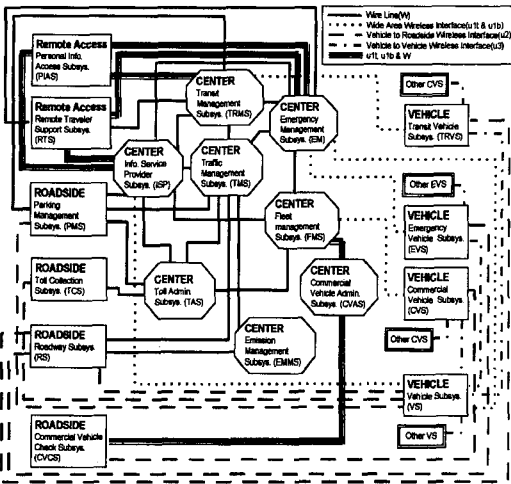 Wire Line(W)
Wide Area Wireless Interface(u1t & u1b)
Vehicle to Roadside Wireless Interface(u2)
Vehicle to Vehicle Wireless Interface(u3)
u1t, u1b & W
Remote Access
Personal Info.
Access Subsys.
(PIAS)
Remote Access
Remote Traveler
Support Subsys.
(RTS)
ROADSIDE
Parking
Management
Subsys. (PMS)
ROADSIDE
Toll Collection
Subsys. (TCS)
ROADSIDE
Roadway Subsys.
(RS)
ROADSIDE
Commercial Vehicle
Check Subsys.
(CVCS)
CENTER
Transit
Management
Subsys.
(TRMS)
CENTER
Emergency
Management
Subsys. (EM)
CENTER
Info. Service
Provider
Subsys. (ISP)
CENTER
Traffic
Management
Subsys. (TMS)
CENTER
Fleet
management
Subsys. (FMS)
CENTER
Toll Admin
Subsys. (TAS)
CENTER
Commercial
Vehicle Admin.
Subsys. (CVAS)
CENTER
Emission
Management
Subsys. (EMMS)
Other CVS
VEHICLE
Transit Vehicle
Subsys. (TRVS)
Other EVS
VEHICLE
Emergency
Vehicle Subsys.
(EVS)
VEHICLE
Commercial
Vehicle Subsys.
(CVS)
Other CVS
VEHICLE
Vehicle Subsys.
(VS)
Other VS